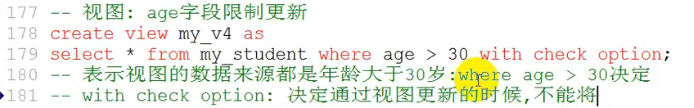 177 -- 视图: age字段限制更新
178 create view my_v4 as
179 select * from my_student where age > 30 with check option;
180 -- 表示视图的数据来源都是年龄大于30岁:where age > 30决定
181 -- with check option: 决定通过视图更新的时候,不能将